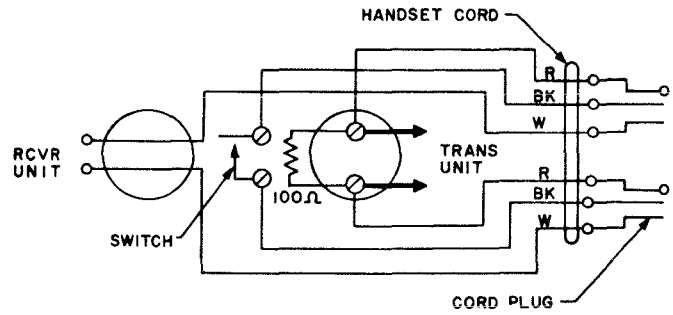 HANDSET CORD
R
BK
W
RCVR
UNIT
TRANS
UNIT
100Ω
R
BK
W
SWITCH
CORD PLUG